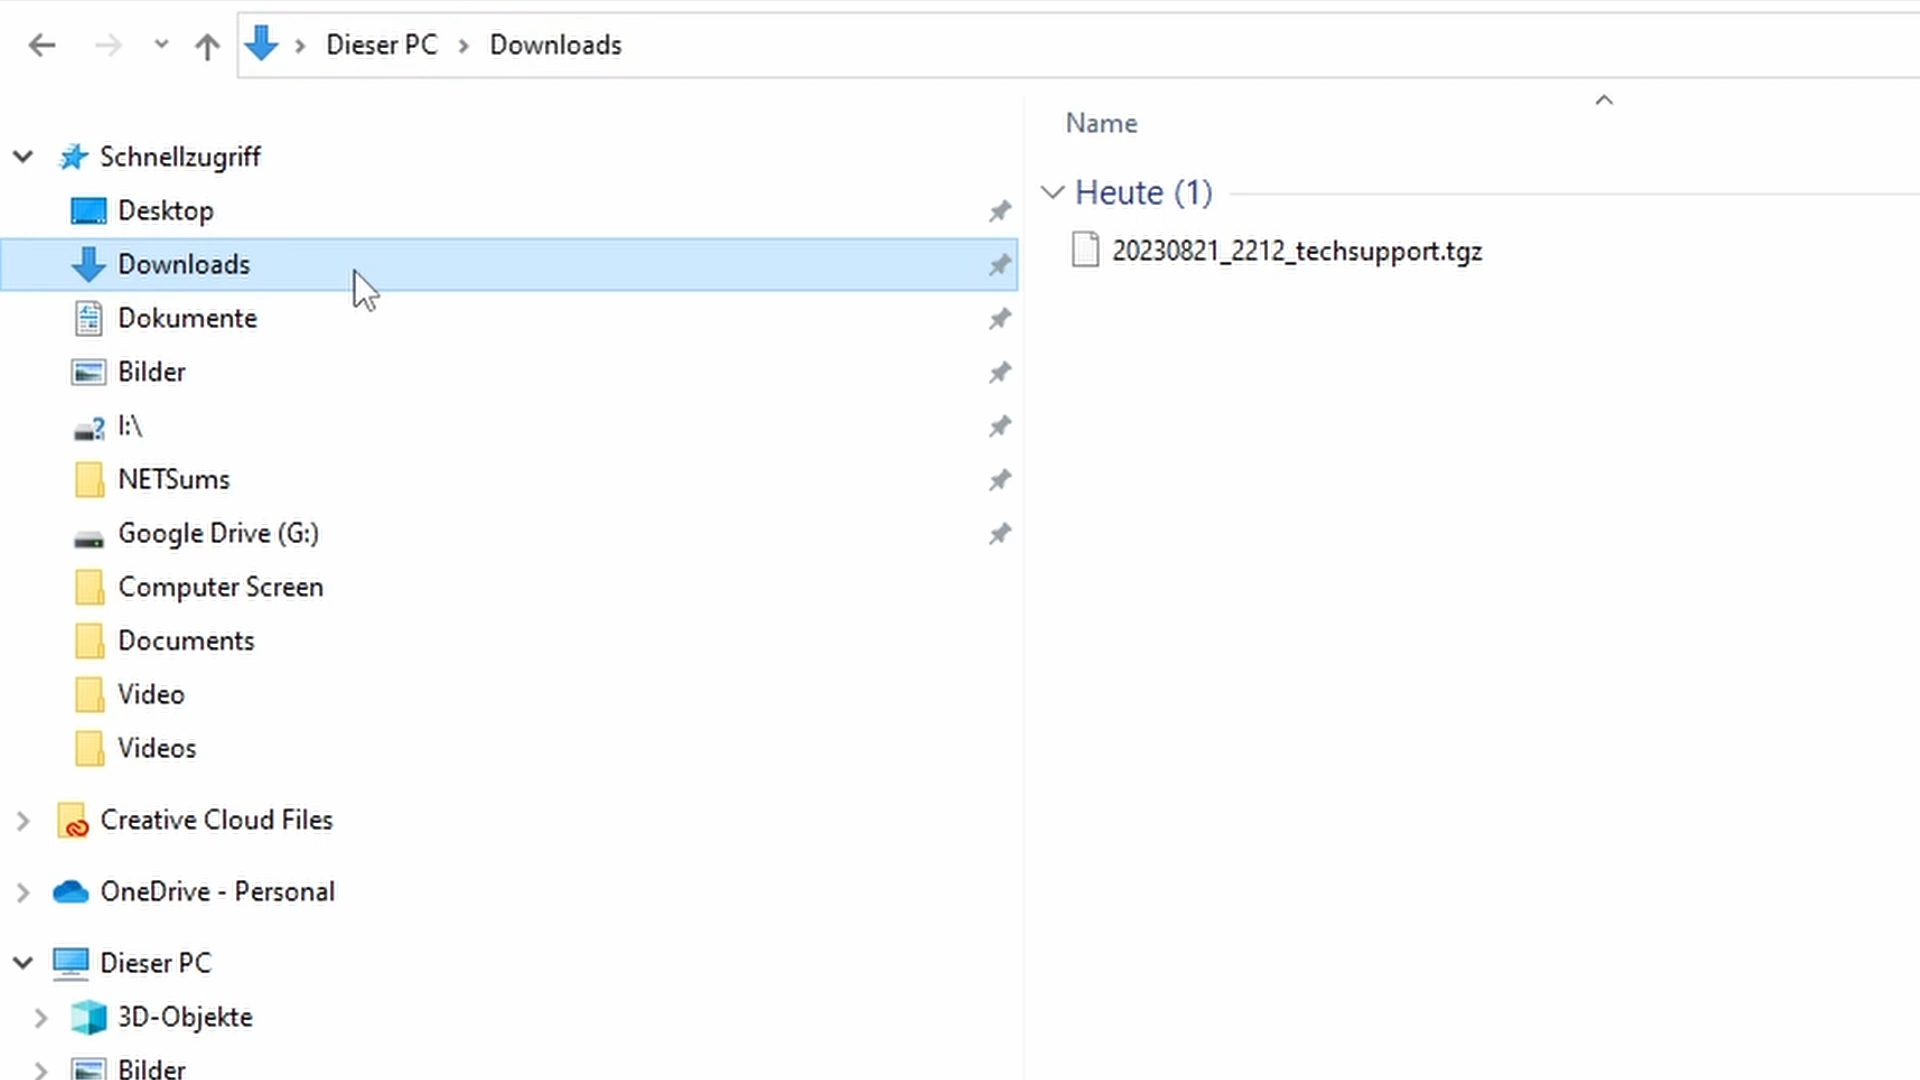 Dieser PC > Downloads
Schnellzugriff
Desktop
Downloads
Dokumente
Bilder
I:\
NETSums
Google Drive (G:)
Computer Screen
Documents
Video
Videos
Creative Cloud Files
OneDrive - Personal
Dieser PC
3D-Objekte
Bilder
Name
Heute (1)
20230821_2212_techsupport.tgz